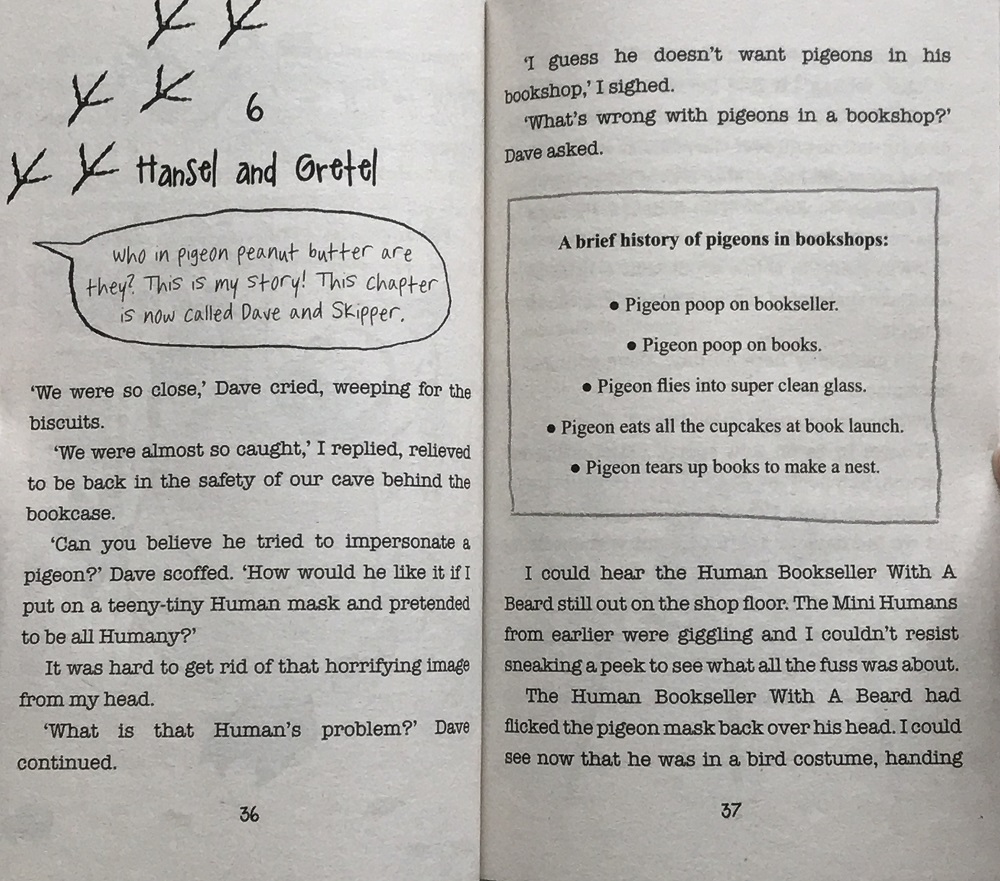 6
Hansel and Gretel
Who in pigeon peanut butter are
they? This is my story! This chapter
is now called Dave and Skipper.
‘We were so close,’ Dave cried, weeping for the
biscuits.
‘We were almost so caught,’ I replied, relieved
to be back in the safety of our cave behind the
bookcase.
‘Can you believe he tried to impersonate a
pigeon?’ Dave scoffed. ‘How would he like it if I
put on a teeny-tiny Human mask and pretended
to be all Humany?’
It was hard to get rid of that horrifying image
from my head.
‘What is that Human’s problem?’ Dave
continued.
36
‘I guess he doesn’t want pigeons in his
bookshop,’ I sighed.
‘What’s wrong with pigeons in a bookshop?’
Dave asked.
A brief history of pigeons in bookshops:
• Pigeon poop on bookseller.
• Pigeon poop on books.
• Pigeon flies into super clean glass.
• Pigeon eats all the cupcakes at book launch.
• Pigeon tears up books to make a nest.
I could hear the Human Bookseller With A
Beard still out on the shop floor. The Mini Humans
from earlier were giggling and I couldn’t resist
sneaking a peek to see what all the fuss was about.
The Human Bookseller With A Beard had
flicked the pigeon mask back over his head. I could
see now that he was in a bird costume, handing
37